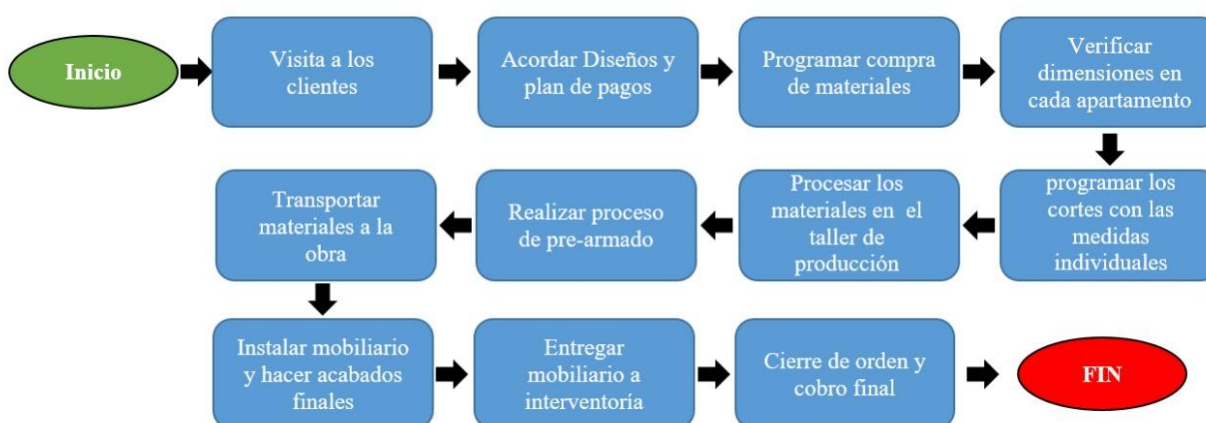 Inicio
Visita a los
clientes
Acordar Diseños y
plan de pagos
Programar compra
de materiales
Verificar
dimensiones en
cada apartamento
programar los
cortes con las
medidas
individuales
Procesar los
materiales en el
taller de
producción
Realizar proceso
de pre-armado
Transportar
materiales a la
obra
Instalar mobiliario
y hacer acabados
finales
Entregar
mobiliario a
interventoría
Cierre de orden y
cobro final
FIN